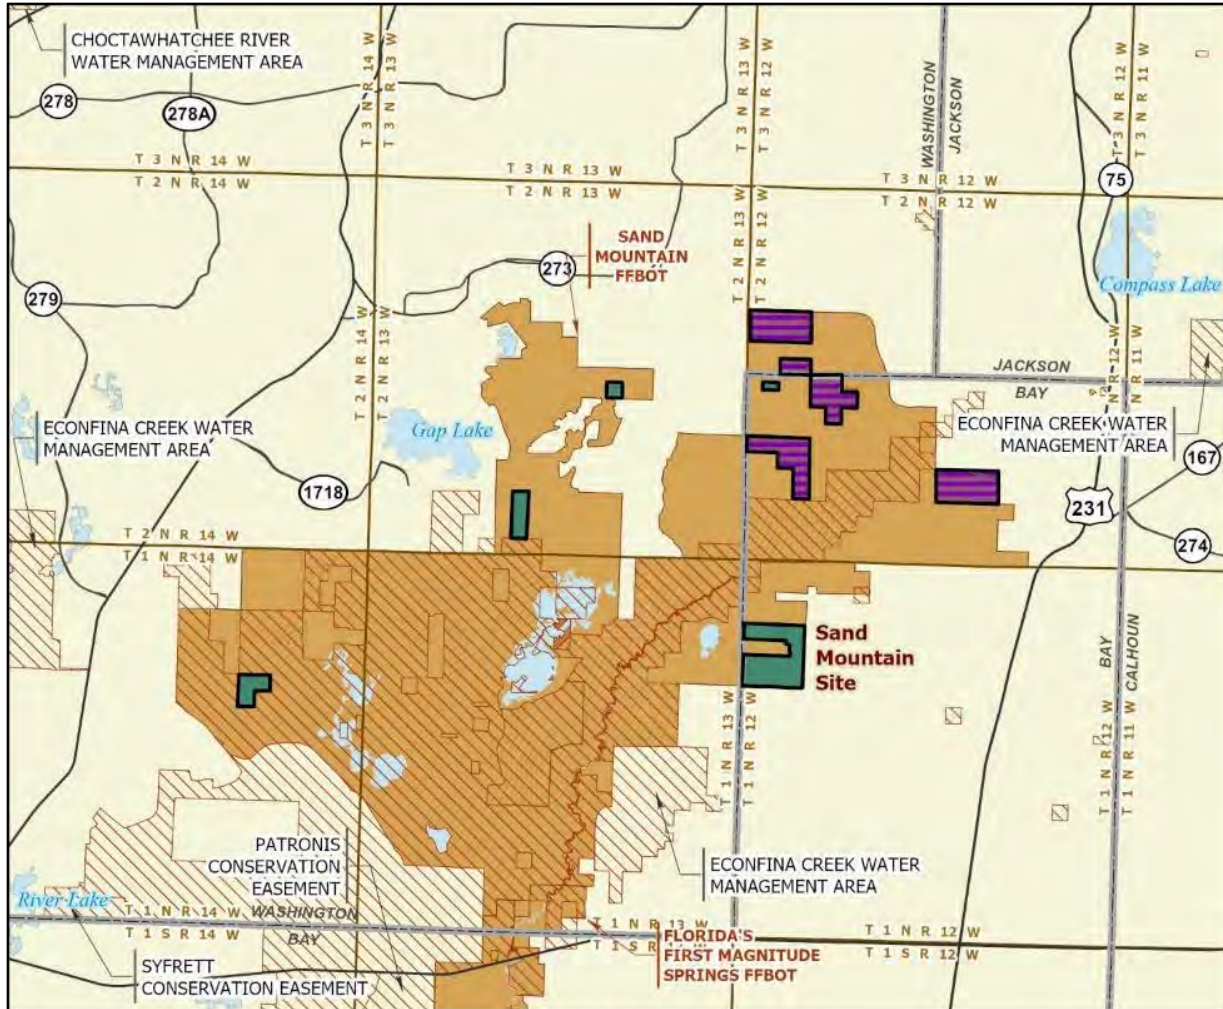 CHOCTAWHATCHEE RIVER
WATER MANAGEMENT AREA
278
278A
T 3 N R 14 W
T 3 N R 13 W
T 3 N R 13 W
T 3 N R 12 W
WASHINGTON
JACKSON
T 3 N R 12 W
T 3 N R 11 W
T 3 N R 14 W
T 2 N R 14 W
T 3 N R 13 W
T 2 N R 13 W
T 3 N R 12 W
T 2 N R 12 W
75
T 2 N R 13 W
T 2 N R 12 W
SAND
MOUNTAIN
FFBOT
273
279
Compass Lake
T 2 N R 14 W
T 2 N R 13 W
JACKSON
BAY
N R 12 W
N R 11 W
ECONFINA CREEK WATER
MANAGEMENT AREA
Gap Lake
ECONFINA CREEK WATER
MANAGEMENT AREA
167
1718
231
T 2 N R 14 W
T 1 N R 14 W
274
Sand
Mountain
Site
BAY
CALHOUN
T 1 N R 13 W
T 1 N R 12 W
T 1 N R 12 W
T 1 N R 11 W
PATRONIS
CONSERVATION
EASEMENT
ECONFINA CREEK WATER
MANAGEMENT AREA
River Lake
T 1 N R 14 W
WASHINGTON
T 1 S R 14 W
BAY
T 1 N R 13 W
T 1 S R
T 1 N R 12 W
T 1 S R 12 W
FLORIDA'S
FIRST MAGNITUDE
SPRINGS FFBOT
SYFRETT
CONSERVATION EASEMENT